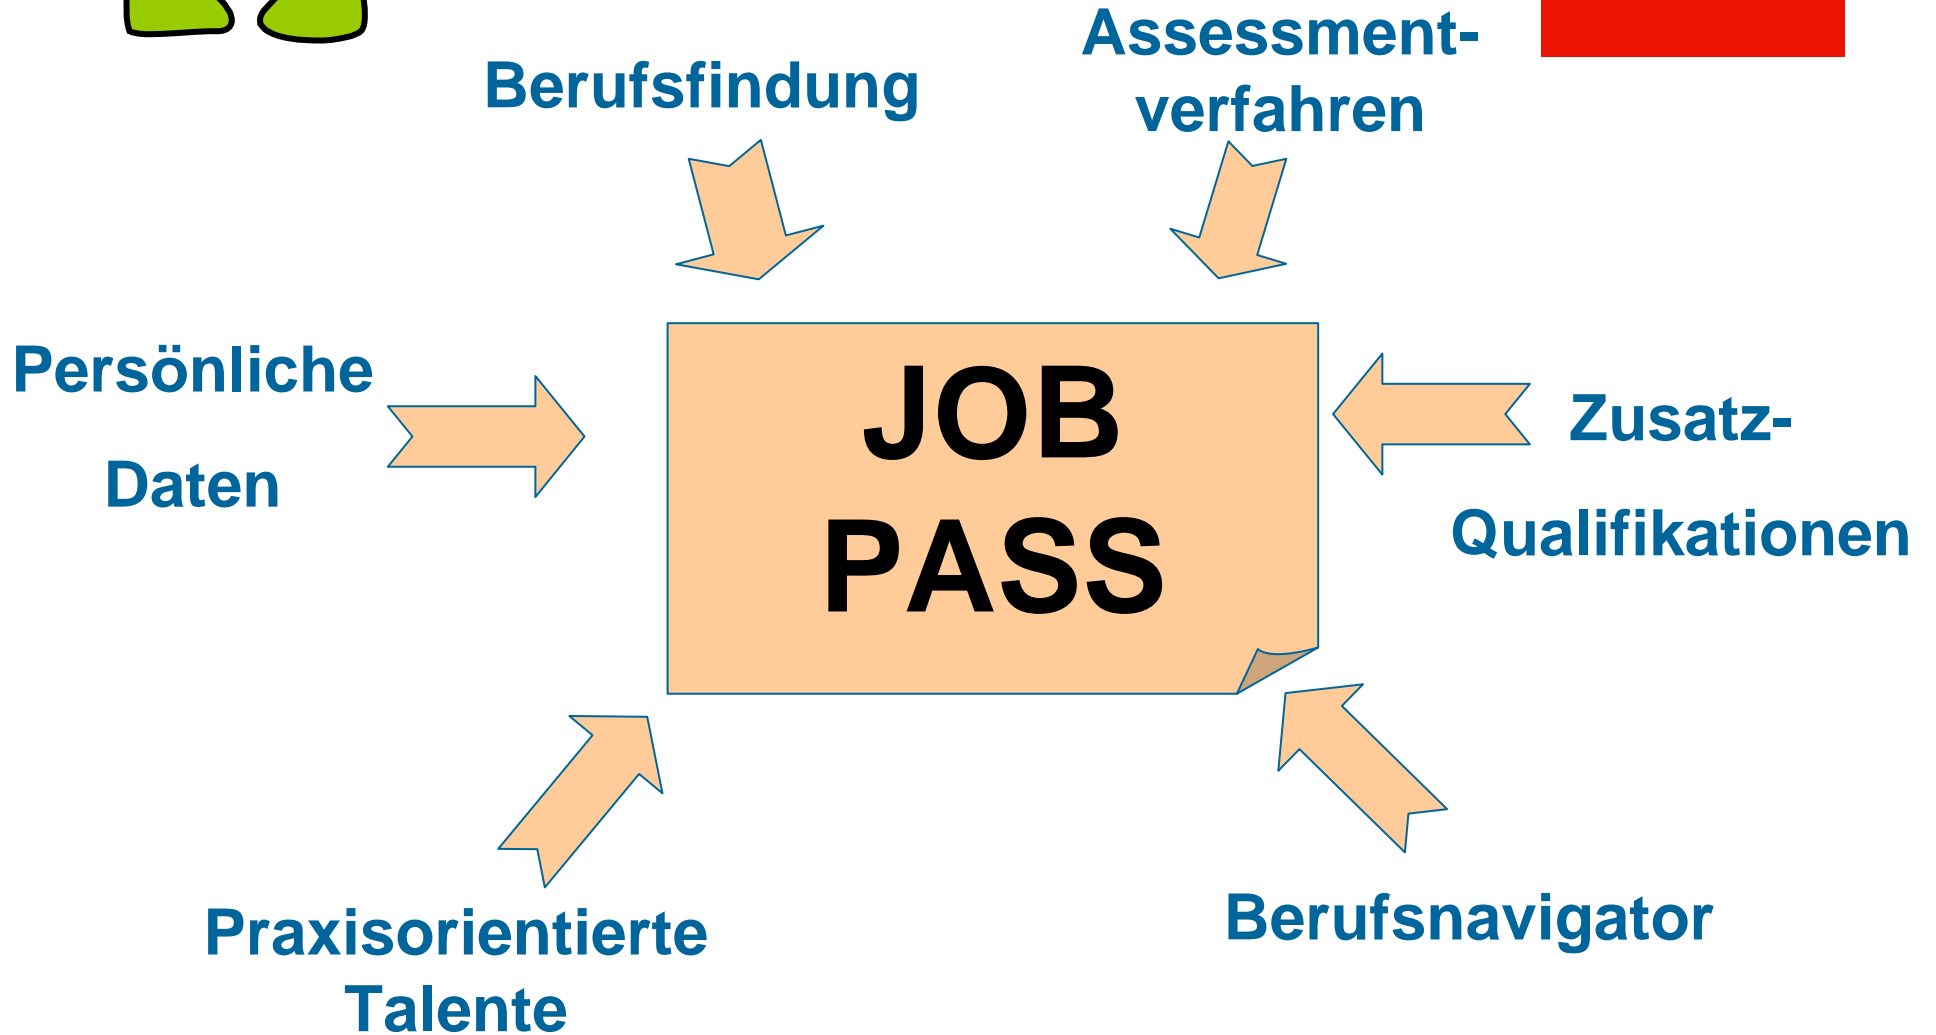 Assessment-
verfahren
Berufsfindung
Persönliche
Daten
JOB
PASS
Zusatz-
Qualifikationen
Praxisorientierte
Talente
Berufsnavigator